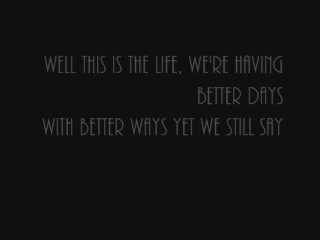 WELL THIS IS THE LIFE, WE'RE HAVING
BETTER DAYS
WITH BETTER WAYS YET WE STILL SAY